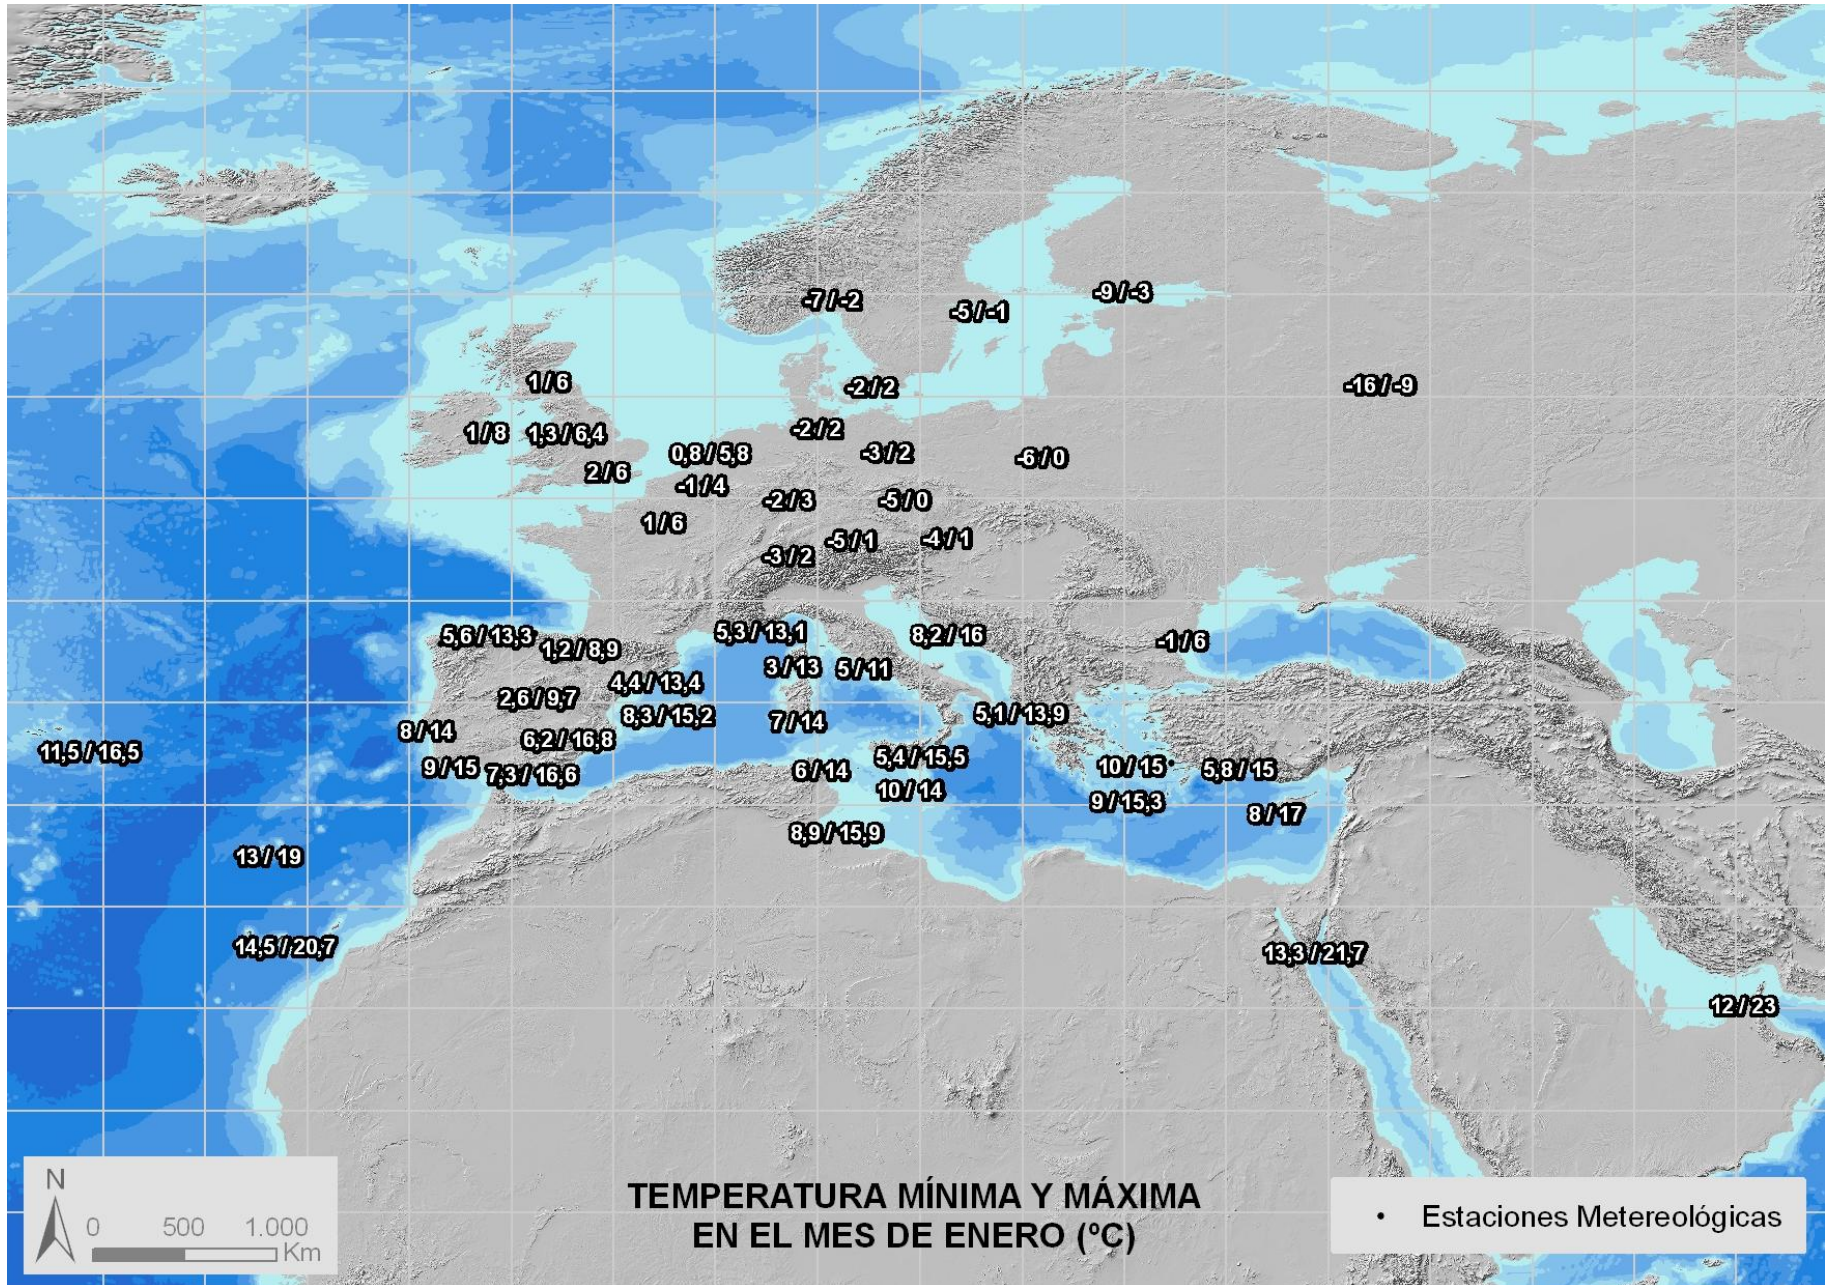 -7 / -2
-5 / -1
-9 / -3
1 / 6
-2 / 2
-16 / -9
1 / 8
1,3 / 6,4
-2 / 2
0,8 / 5,8
-3 / 2
-6 / 0
2 / 6
-1 / 4
-2 / 3
-5 / 0
1 / 6
-5 / 1
-4 / 1
-3 / 2
5,6 / 13,3
1,2 / 8,9
5,3 / 13,1
8,2 / 16
-1 / 6
3 / 13
5 / 11
4,4 / 13,4
2,6 / 9,7
8,3 / 15,2
7 / 14
5,1 / 13,9
8 / 14
6,2 / 16,8
11,5 / 16,5
9 / 15
7,3 / 16,6
6 / 14
5,4 / 15,5
10 / 15
5,8 / 15
10 / 14
9 / 15,3
8 / 17
8,9 / 15,9
13 / 19
14,5 / 20,7
13,3 / 21,7
12 / 23
N
0 500 1.000
Km
TEMPERATURA MÍNIMA Y MÁXIMA
EN EL MES DE ENERO (ºC)
Estaciones Metereológicas